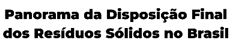 Panorama da Disposição Final
dos Resíduos Sólidos no Brasil